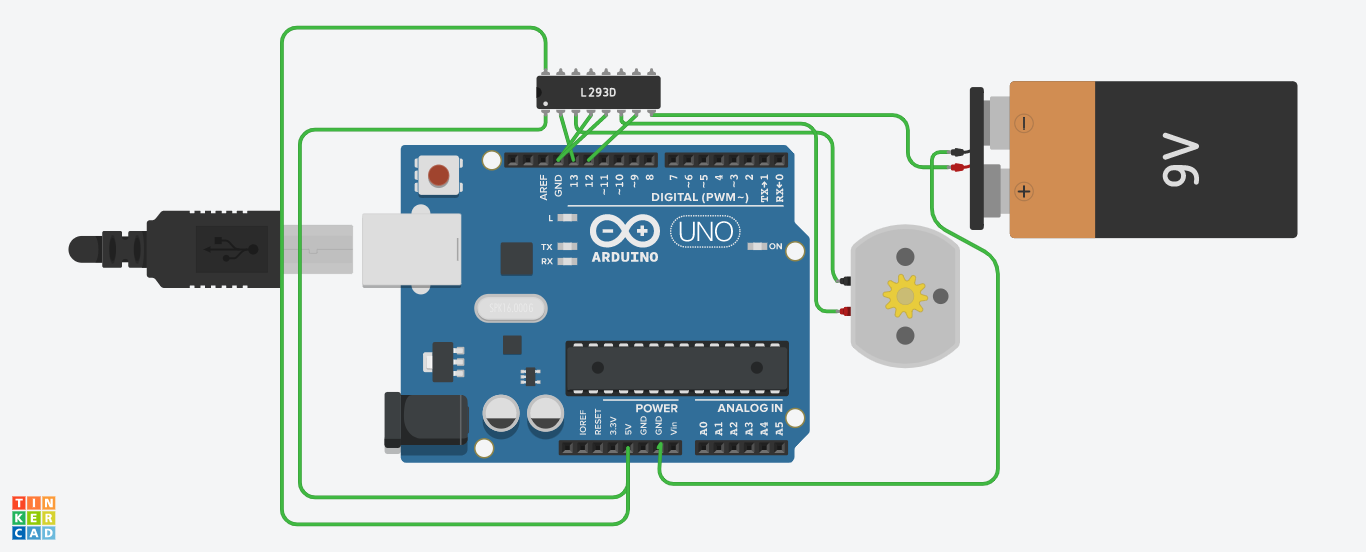 L293D
9V
AREF
GND
13
12
~11
~10
~9
8
7
~6
~5
4
~3
2
TX→1
RX←0
DIGITAL (PWM~)
L
TX
RX
UNO
ON
ARDUINO
POWER
ANALOG IN
IOREF
RESET
3.3V
5V
GND
GND
Vin
A0
A1
A2
A3
A4
A5
TIN
KER
CAD